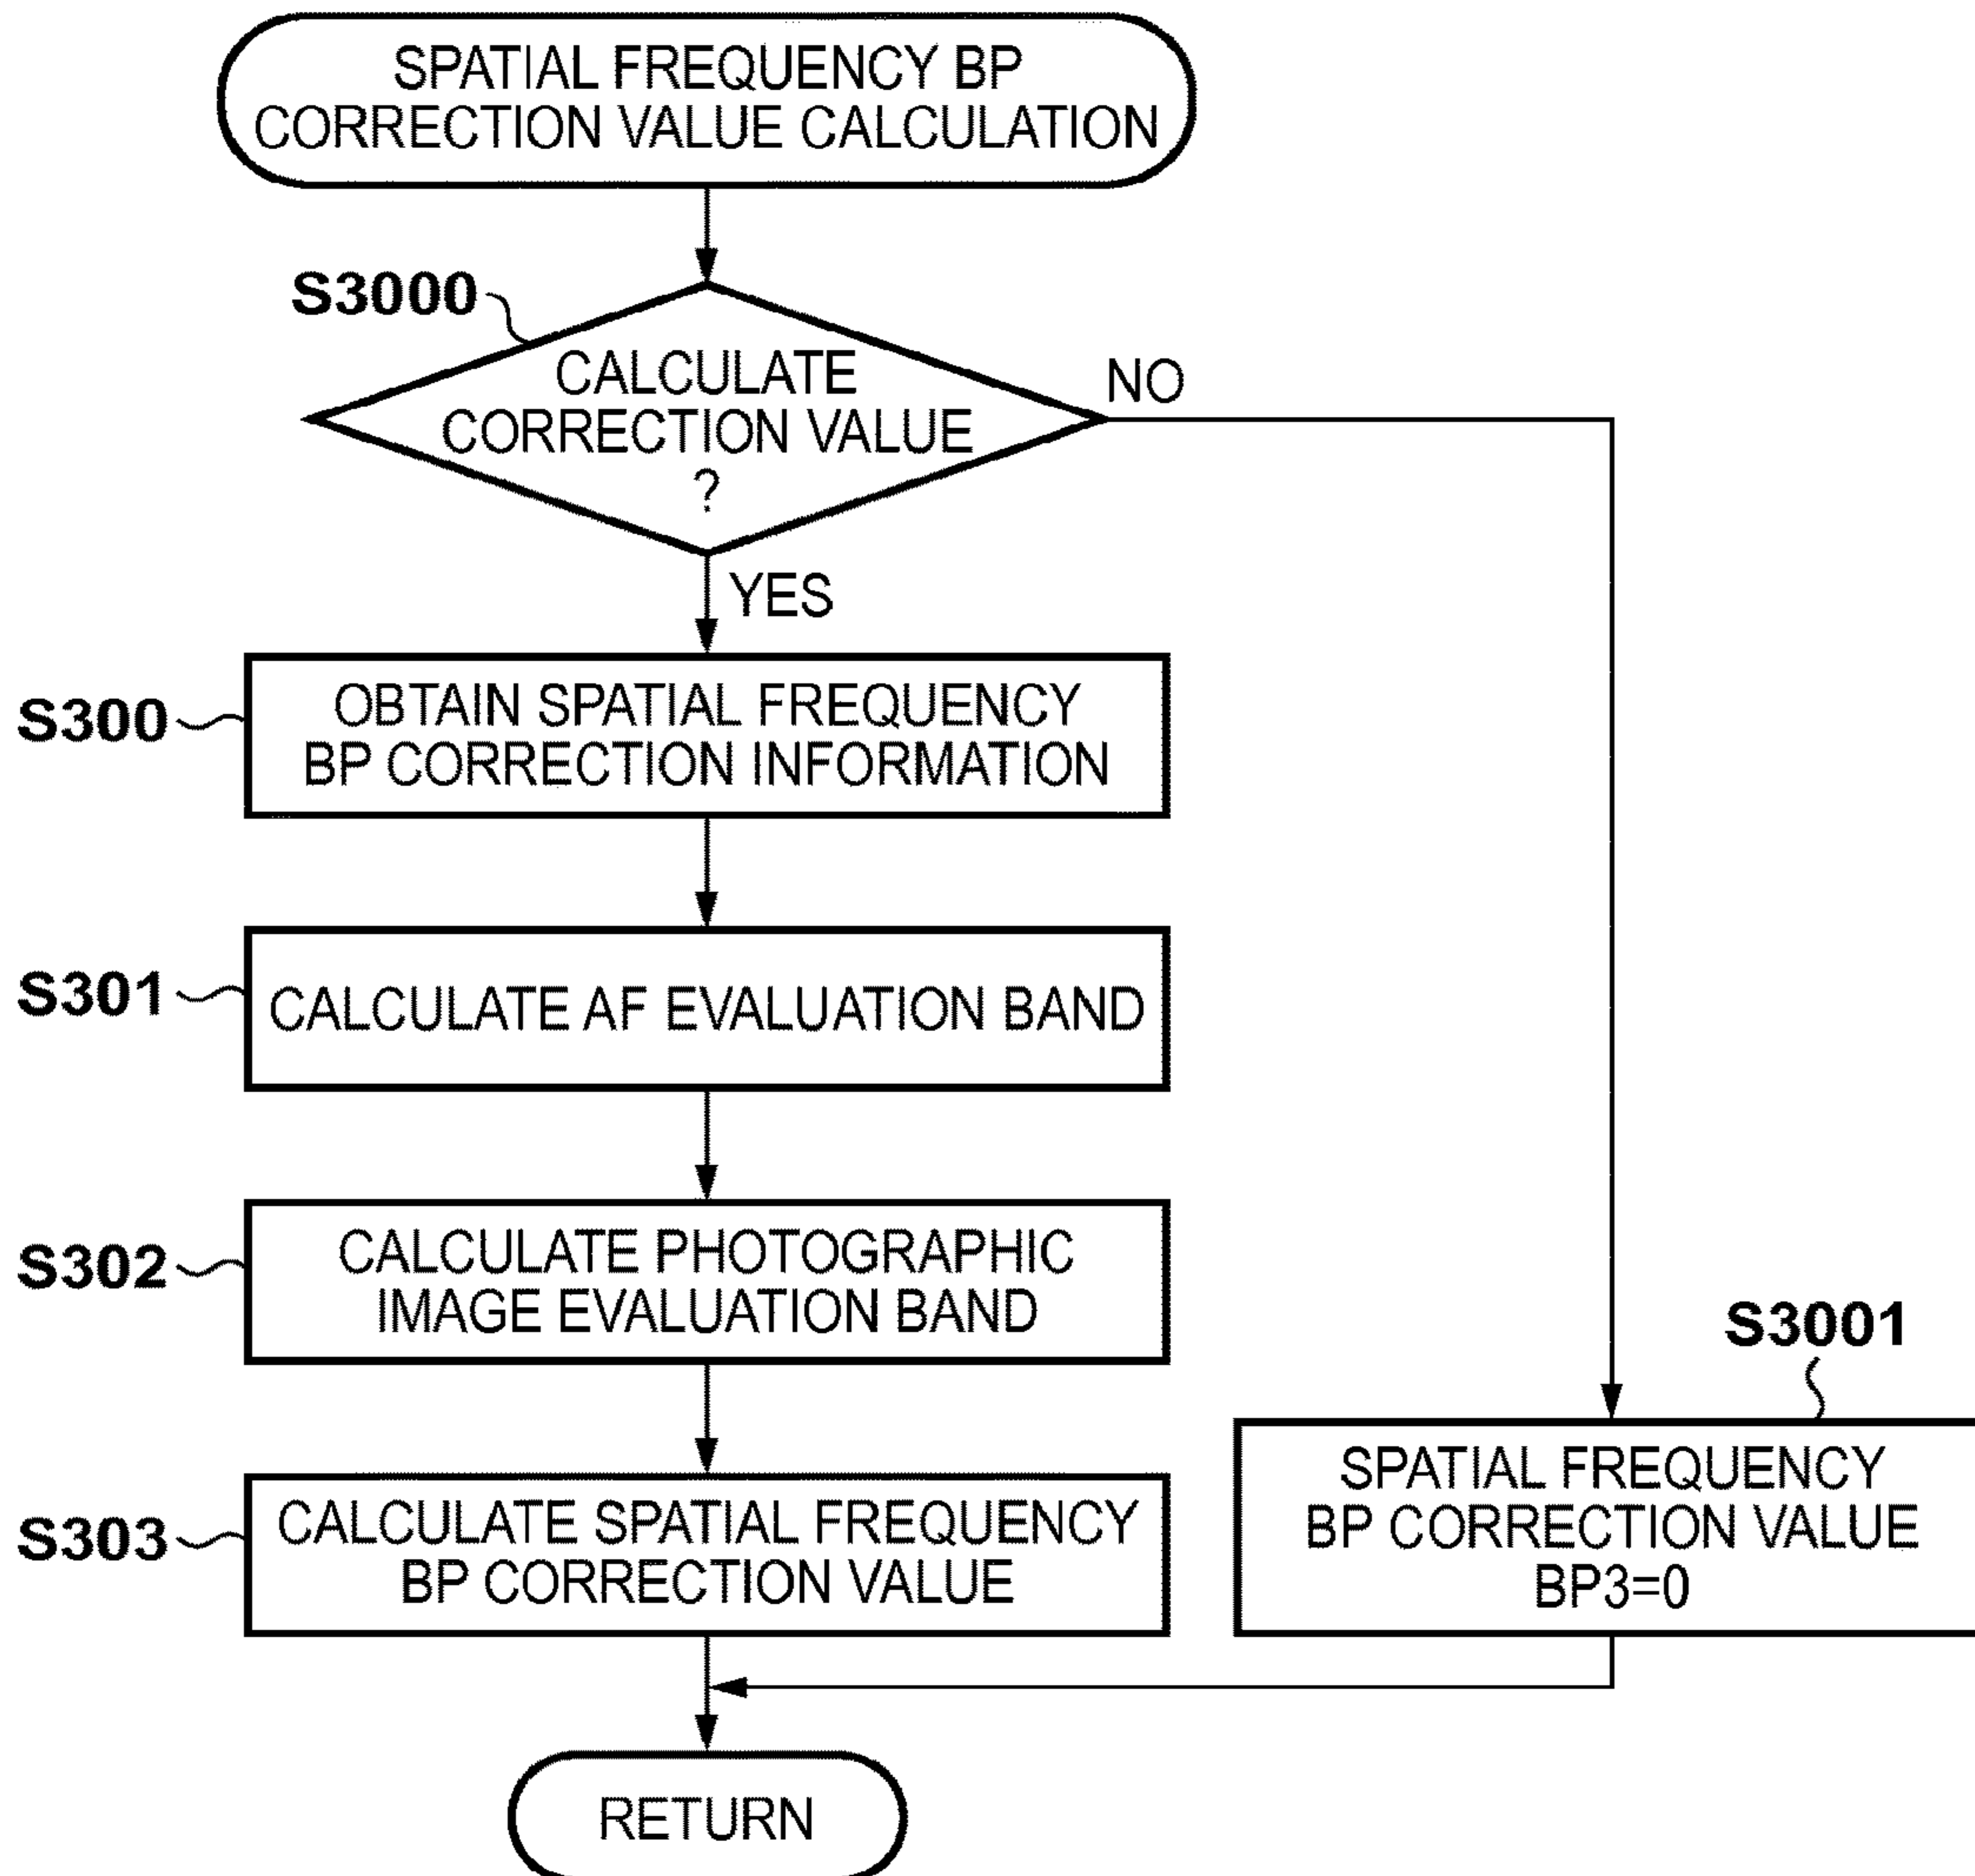 SPATIAL FREQUENCY BP
CORRECTION VALUE CALCULATION
S3000
CALCULATE
CORRECTION VALUE
?
NO
YES
S300
OBTAIN SPATIAL FREQUENCY
BP CORRECTION INFORMATION
S301
CALCULATE AF EVALUATION BAND
S302
CALCULATE PHOTOGRAPHIC
IMAGE EVALUATION BAND
S3001
S303
CALCULATE SPATIAL FREQUENCY
BP CORRECTION VALUE
SPATIAL FREQUENCY
BP CORRECTION VALUE
BP3=0
RETURN